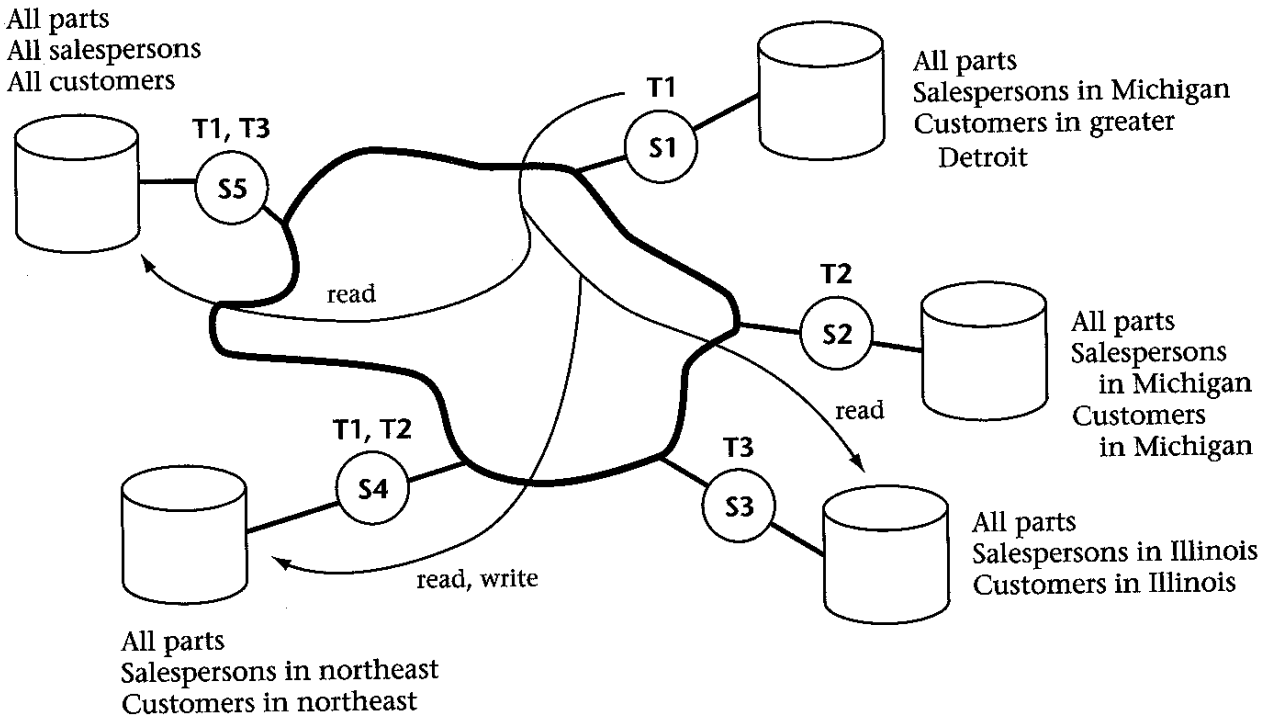 All parts
All salespersons
All customers
T1, T3
S5
T1
S1
All parts
Salespersons in Michigan
Customers in greater
Detroit
read
T2
S2
All parts
Salespersons
in Michigan
Customers
in Michigan
read
T1, T2
S4
T3
S3
All parts
Salespersons in Illinois
Customers in Illinois
read, write
All parts
Salespersons in northeast
Customers in northeast